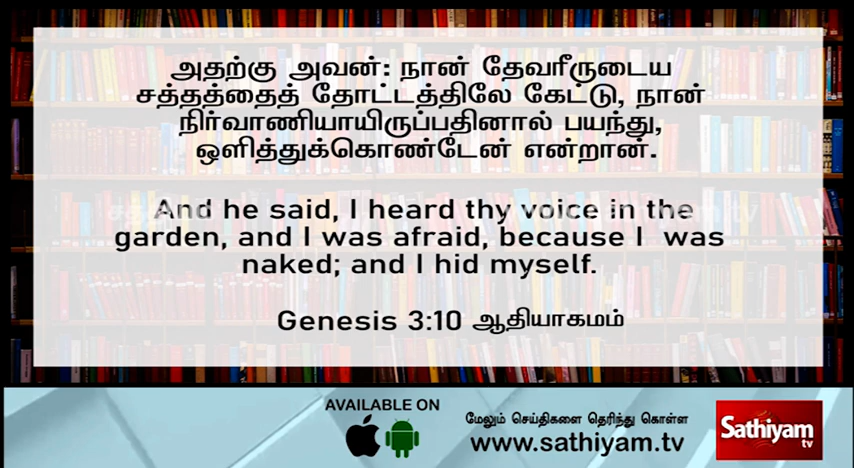 அதற்கு அவன்: நான் தேவரீருடைய
சத்தத்தைத் தோட்டத்திலே கேட்டு, நான்
நிர்வாணியாயிருப்பதினால் பயந்து,
ஒளித்துக்கொண்டேன் என்றான்.
And he said, I heard thy voice in the
garden, and I was afraid, because I was
naked; and I hid myself.
Genesis 3:10 ஆதியாகமம்
AVAILABLE ON
மேலும் செய்திகளை தெரிந்து கொள்ள
www.sathiyam.tv
Sathiyam
tv